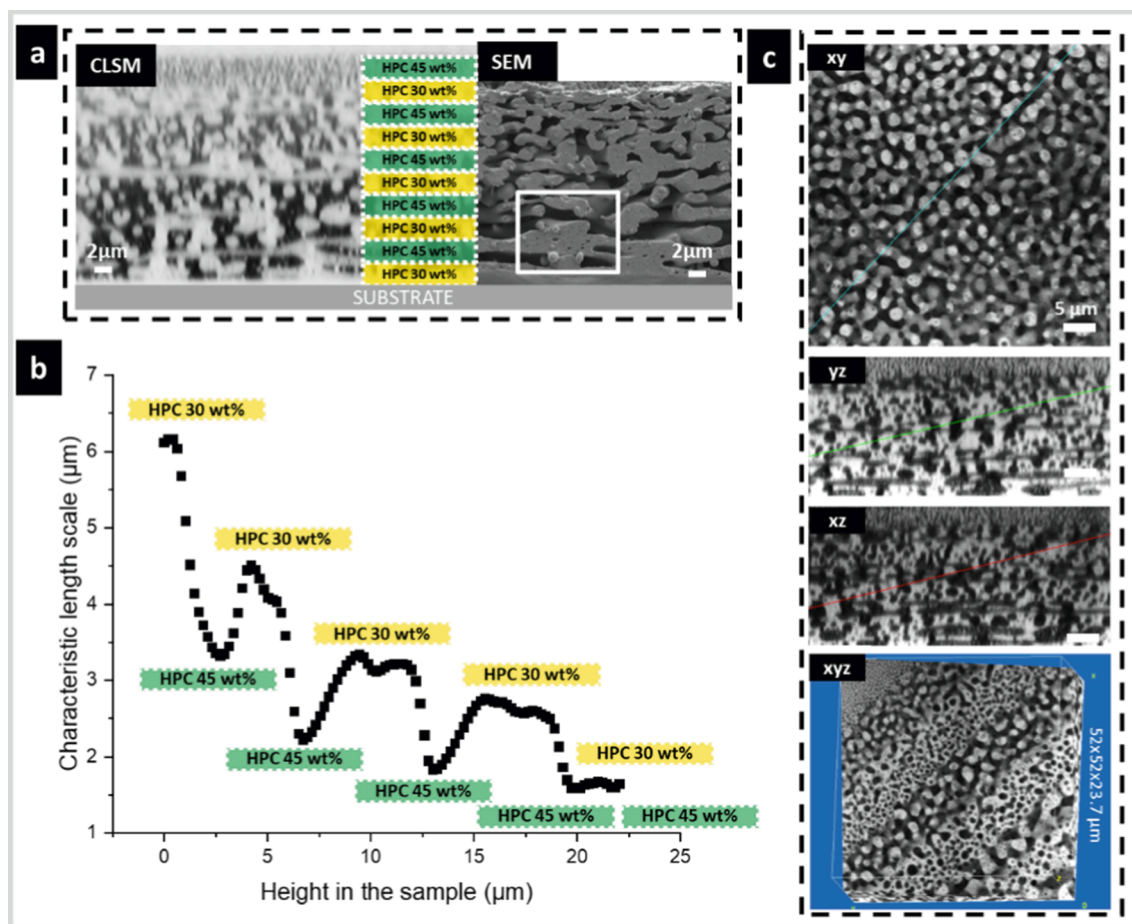 a
CLSM
HPC 45 wt%
HPC 30 wt%
HPC 45 wt%
HPC 30 wt%
HPC 45 wt%
HPC 30 wt%
HPC 45 wt%
HPC 30 wt%
HPC 45 wt%
HPC 30 wt%
SEM
2µm
2µm
SUBSTRATE
b
7
6
5
4
3
2
1
Characteristic length scale (µm)
HPC 30 wt%
HPC 30 wt%
HPC 30 wt%
HPC 30 wt%
HPC 30 wt%
HPC 45 wt%
HPC 45 wt%
HPC 45 wt%
HPC 45 wt%
HPC 45 wt%
0
5
10
15
20
25
Height in the sample (µm)
c
xy
5 µm
yz
xz
xyz
52x52x23.7 µm